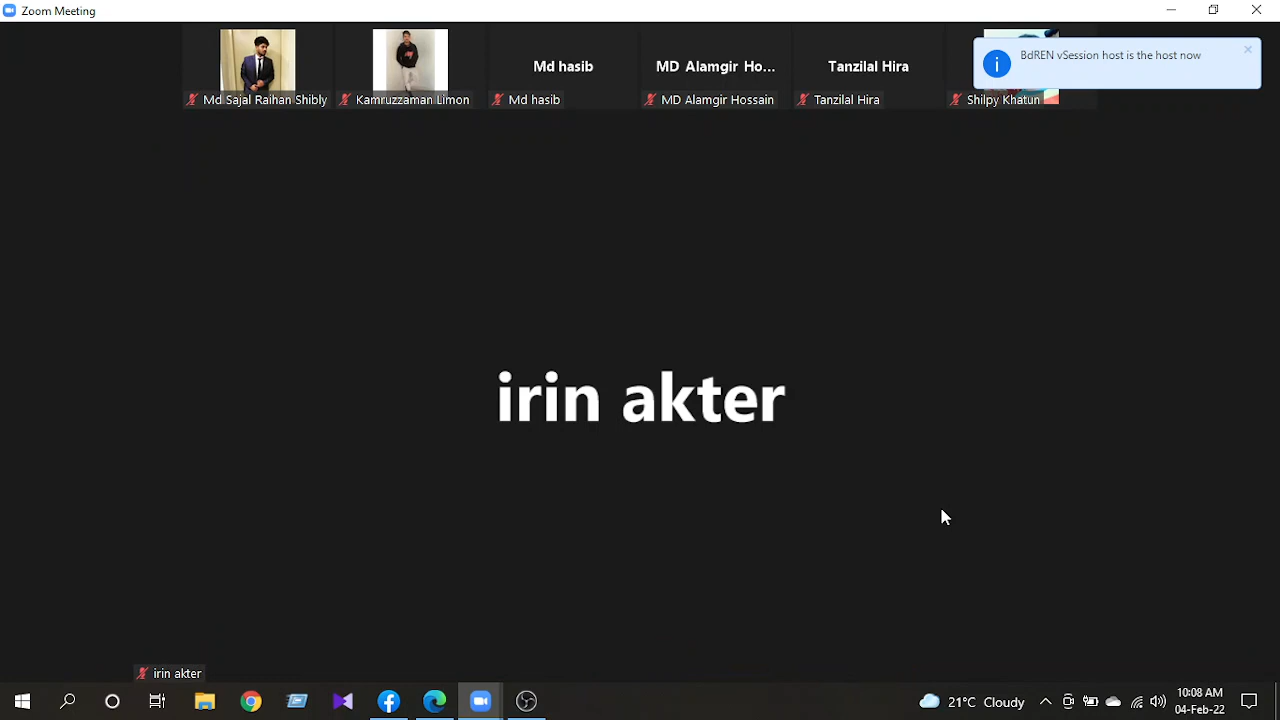 Zoom Meeting
BdREN vSession host is the host now
Md hasib
MD Alamgir Ho...
Tanzilal Hira
Md Sajal Raihan Shibly
Kamruzzaman Limon
Md hasib
MD Alamgir Hossain
Tanzilal Hira
Shilpy Khatun
irin akter
irin akter
21°C Cloudy
10:08 AM
04-Feb-22